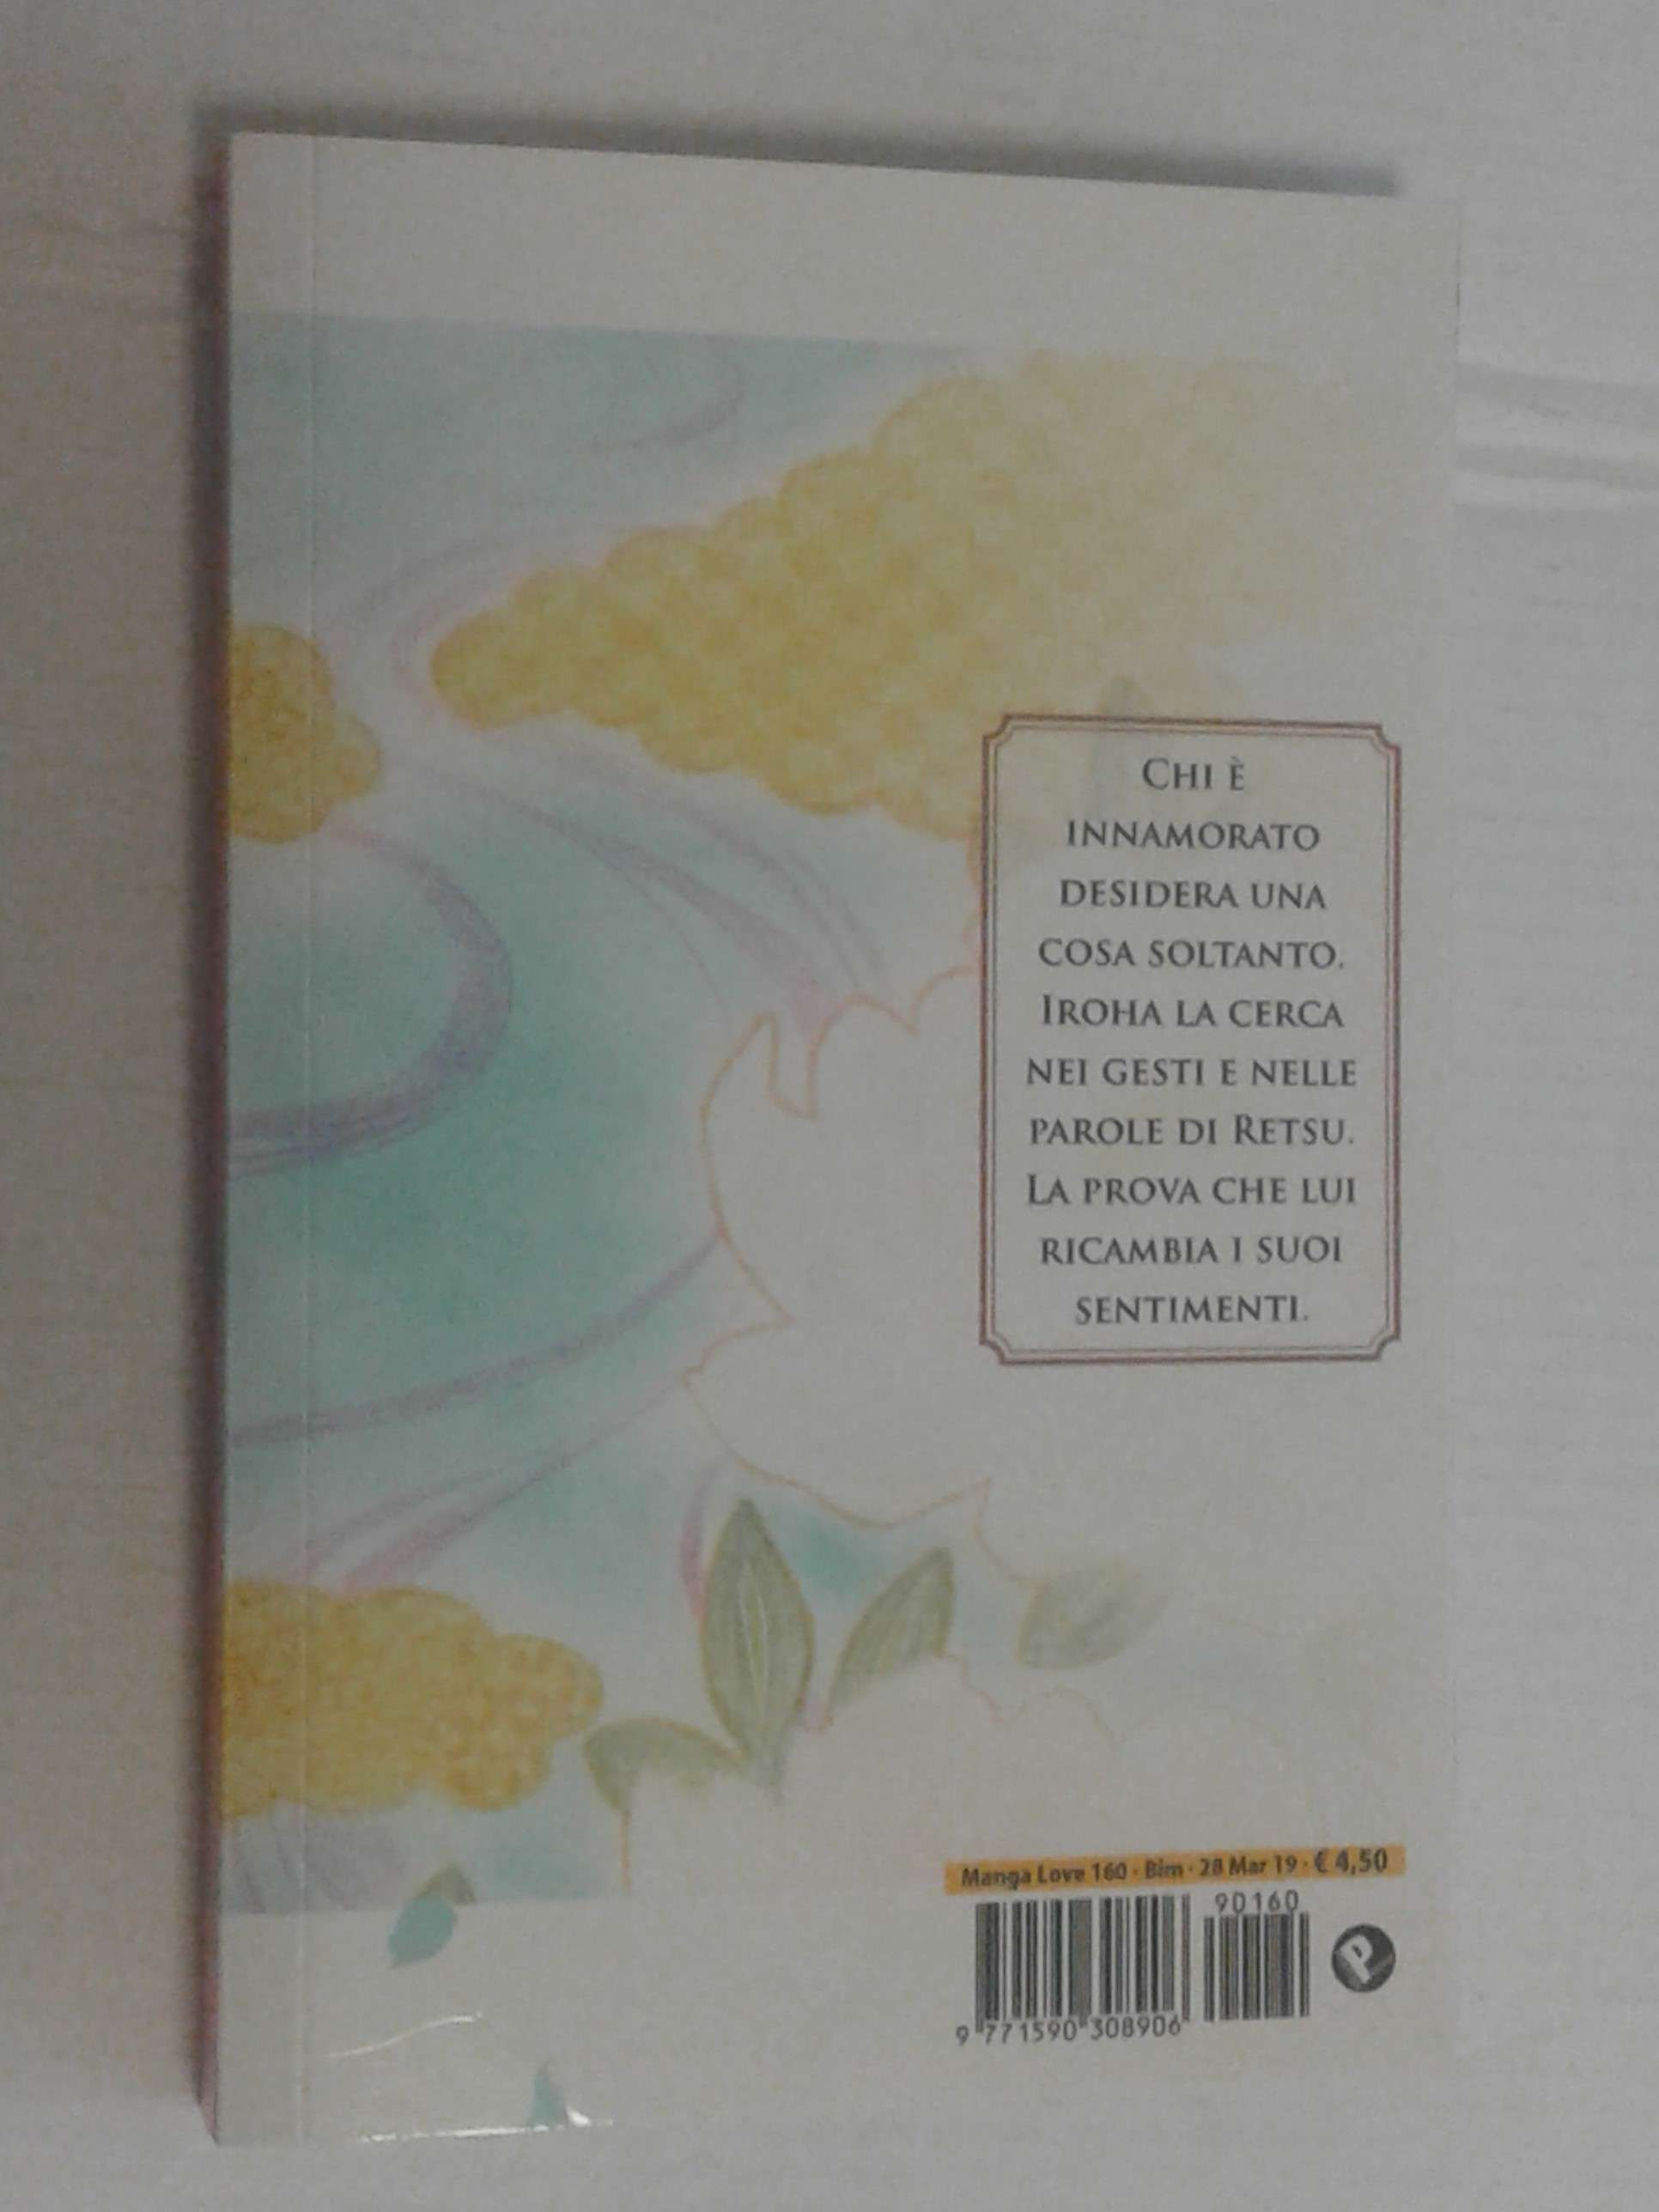 CHI È
INNAMORATO
DESIDERA UNA
COSA SOLTANTO.
IROHA LA CERCA
NEI GESTI E NELLE
PAROLE DI RETSU.
LA PROVA CHE LUI
RICAMBIA I SUOI
SENTIMENTI.
Manga Love 160 · Bim · 28 Mar 19 · € 4,50
90160
9 771590 308906
P